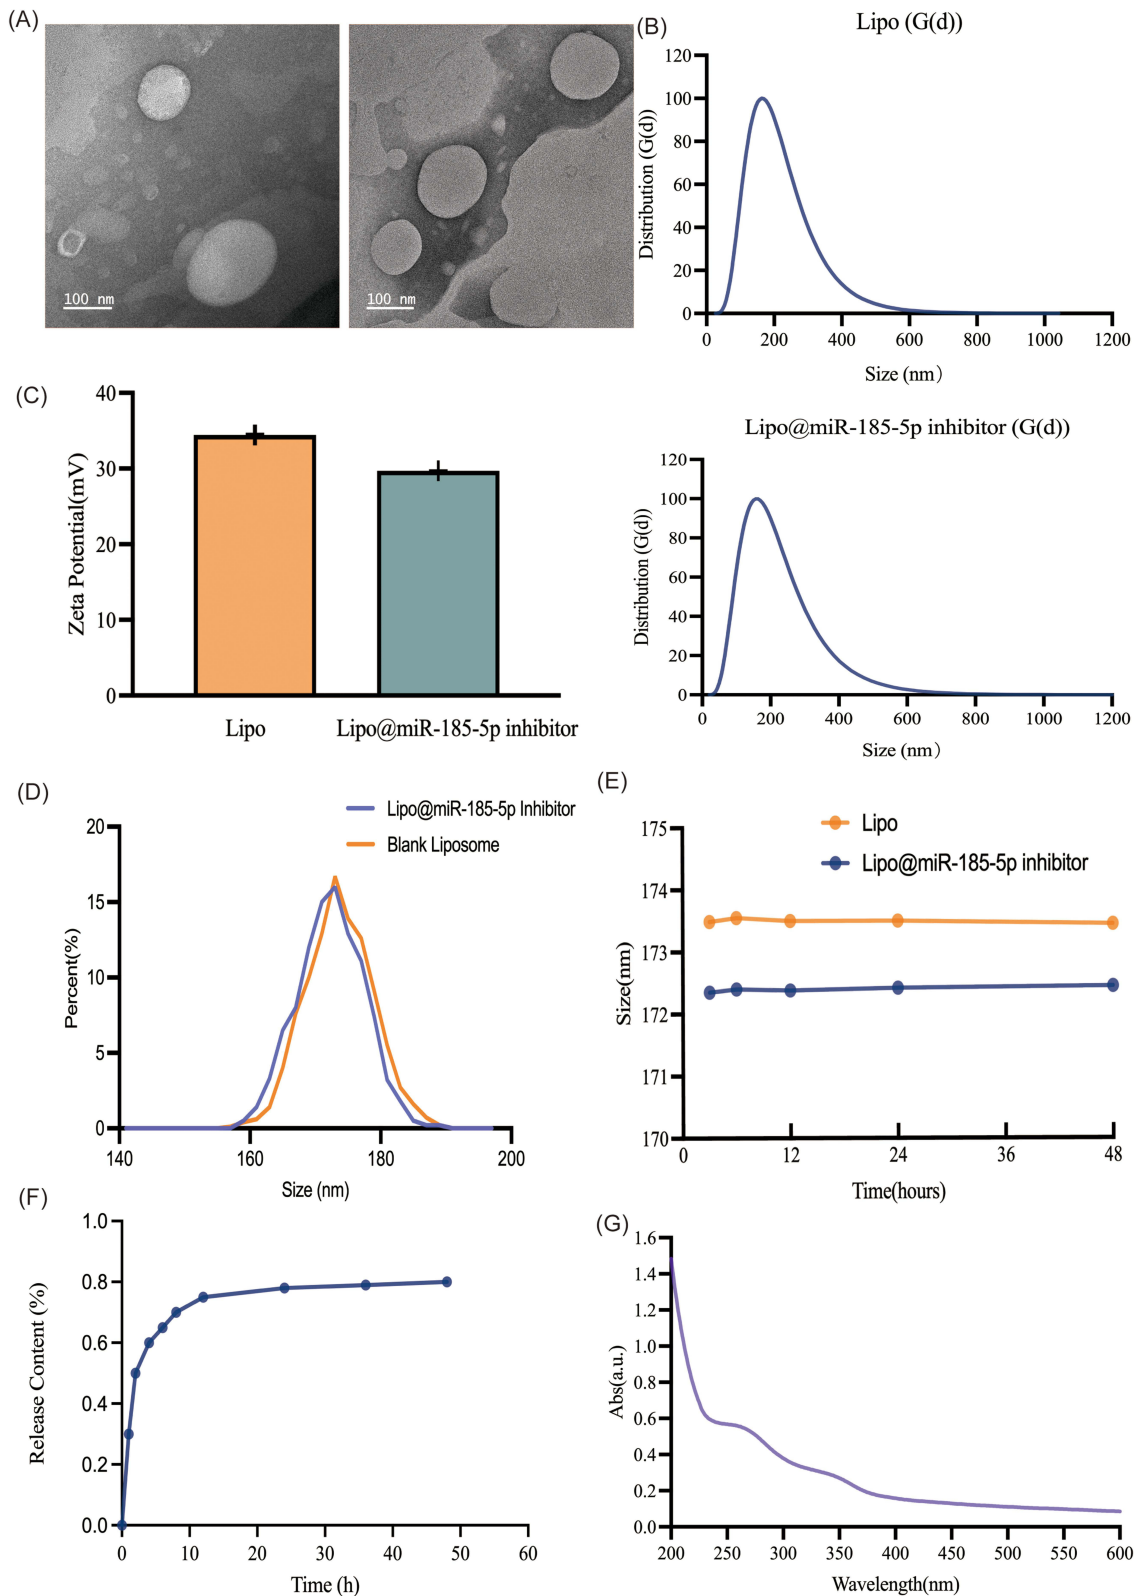 (A)
100 nm
100 nm
(B)
Lipo (G(d))
Distribution (G(d))
120
100
80
60
40
20
0
0 200 400 600 800 1000 1200
Size (nm)
Lipo@miR-185-5p inhibitor (G(d))
Distribution (G(d))
120
100
80
60
40
20
0
0 200 400 600 800 1000 1200
Size (nm)
(C)
Zeta Potential(mV)
40
30
20
10
0
Lipo Lipo@miR-185-5p inhibitor
(D)
Lipo@miR-185-5p Inhibitor
Blank Liposome
Percent(%)
20
15
10
5
0
140 160 180 200
Size (nm)
(E)
Lipo
Lipo@miR-185-5p inhibitor
Size(nm)
175
174
173
172
171
170
0 12 24 36 48
Time(hours)
(F)
Release Content (%)
1.0
0.8
0.6
0.4
0.2
0.0
0 10 20 30 40 50 60
Time (h)
(G)
Abs(a.u.)
1.6
1.4
1.2
1.0
0.8
0.6
0.4
0.2
0.0
200 250 300 350 400 450 500 550 600
Wavelength(nm)